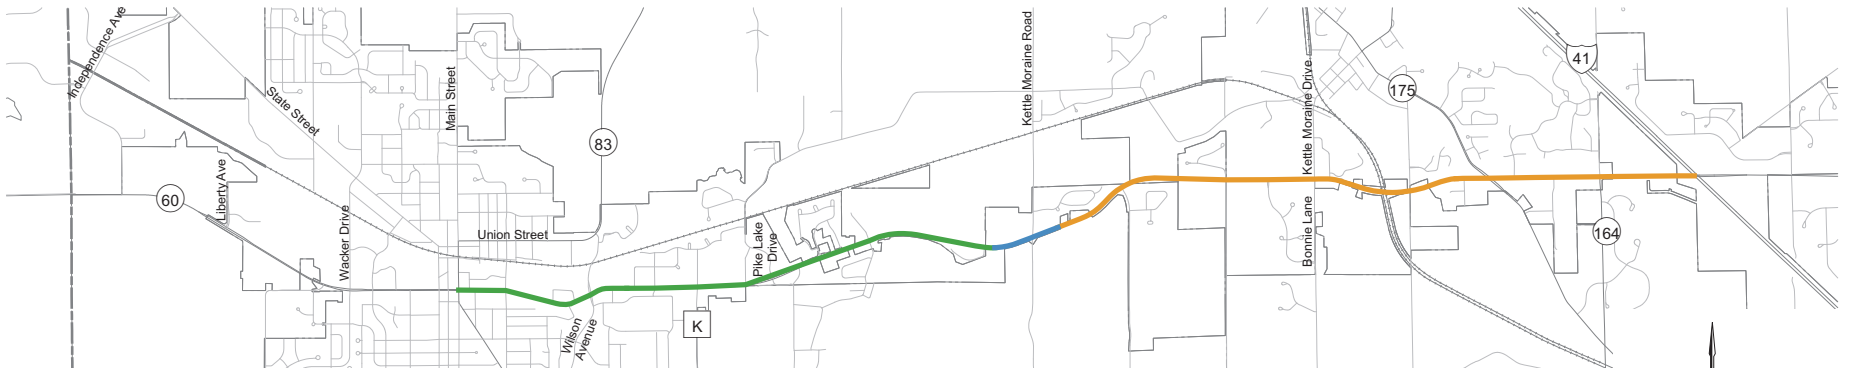 Independence Ave
State Street
Main Street
83
60
Liberty Ave
Wacker Drive
Union Street
Wilson
Avenue
K
Pike Lake
Drive
Kettle Moraine Road
Kettle Moraine Drive
Bonnie Lane
175
41
164